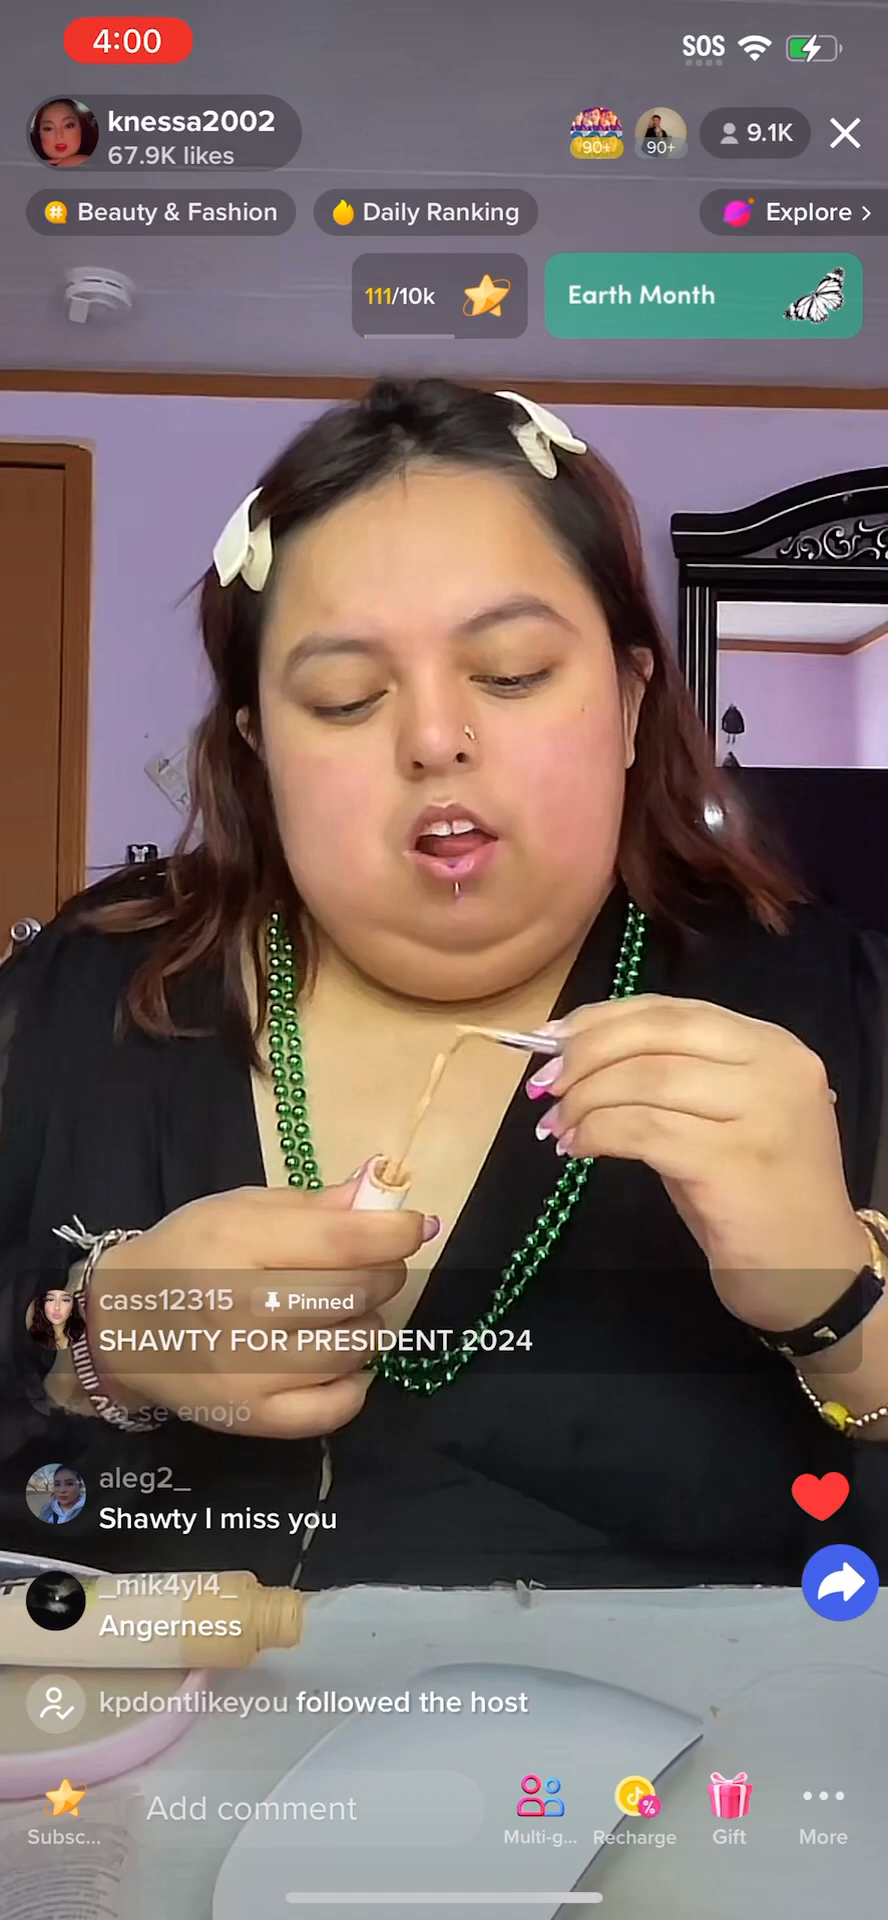 4:00
SOS
knessa2002
67.9K likes
90+
90+
9.1K
Beauty & Fashion
Daily Ranking
Explore
111/10k
Earth Month
cass12315 Pinned
SHAWTY FOR PRESIDENT 2024
se enojó
aleg2_
Shawty I miss you
_mik4yl4_
Angerness
kpdontlikeyou followed the host
Subsc...
Add comment
Multi-g...
Recharge
Gift
More